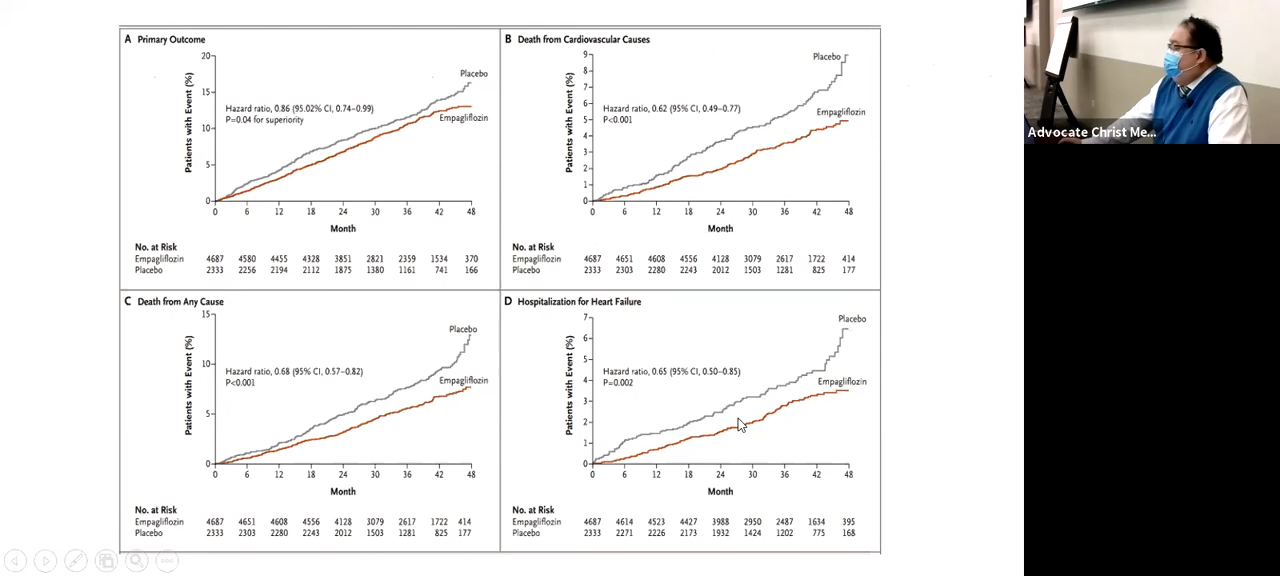 A Primary Outcome
20
15
10
5
0
Patients with Event (%)
Placebo
Hazard ratio, 0.86 (95.02% CI, 0.74–0.99)
P=0.04 for superiority
Empagliflozin
0 6 12 18 24 30 36 42 48
Month
No. at Risk
Empagliflozin 4687 4580 4455 4328 3851 2821 2359 1534 370
Placebo 2333 2256 2194 2112 1875 1380 1161 741 166
B Death from Cardiovascular Causes
9
8
7
6
5
4
3
2
1
0
Patients with Event (%)
Placebo
Hazard ratio, 0.62 (95% CI, 0.49–0.77)
P<0.001
Empagliflozin
0 6 12 18 24 30 36 42 48
Month
No. at Risk
Empagliflozin 4687 4651 4608 4556 4128 3079 2617 1722 414
Placebo 2333 2303 2280 2243 2012 1503 1281 825 177
C Death from Any Cause
15
10
5
0
Patients with Event (%)
Placebo
Hazard ratio, 0.68 (95% CI, 0.57–0.82)
P<0.001
Empagliflozin
0 6 12 18 24 30 36 42 48
Month
No. at Risk
Empagliflozin 4687 4651 4608 4556 4128 3079 2617 1722 414
Placebo 2333 2303 2280 2243 2012 1503 1281 825 177
D Hospitalization for Heart Failure
7
6
5
4
3
2
1
0
Patients with Event (%)
Placebo
Hazard ratio, 0.65 (95% CI, 0.50–0.85)
P=0.002
Empagliflozin
0 6 12 18 24 30 36 42 48
Month
No. at Risk
Empagliflozin 4687 4614 4523 4427 3988 2950 2487 1634 395
Placebo 2333 2271 2226 2173 1932 1424 1202 775 168
Advocate Christ Me...